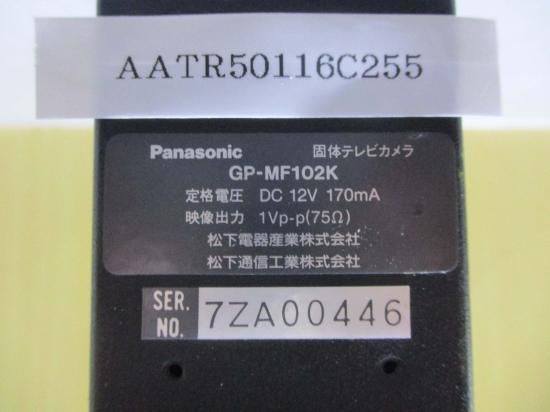 AATR50116C255
Panasonic 固体テレビカメラ
GP-MF102K
定格電圧 DC 12V 170mA
映像出力 1Vp-p(75Ω)
松下電器産業株式会社
松下通信工業株式会社
SER. NO. 7ZA00446